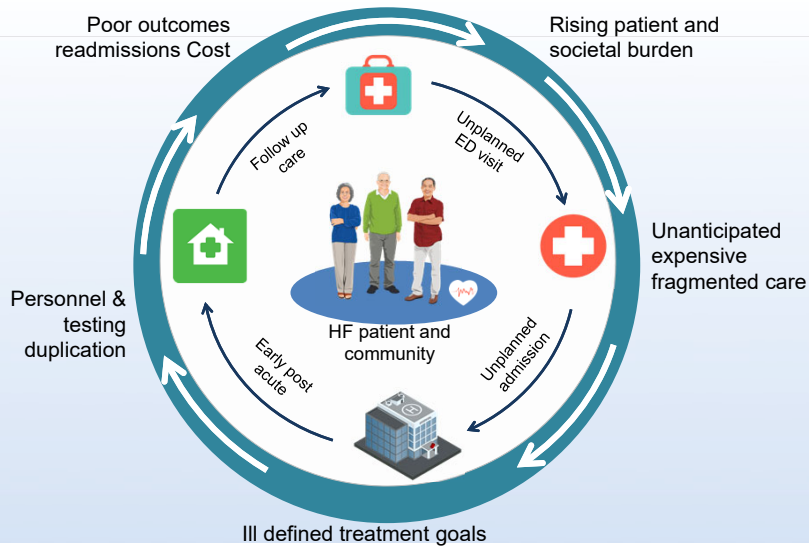 Poor outcomes
readmissions Cost
Rising patient and
societal burden
Follow up
care
Unplanned
ED visit
Unanticipated
expensive
fragmented care
Personnel &
testing
duplication
HF patient and
community
Early post
acute
Unplanned
admission
H
Ill defined treatment goals